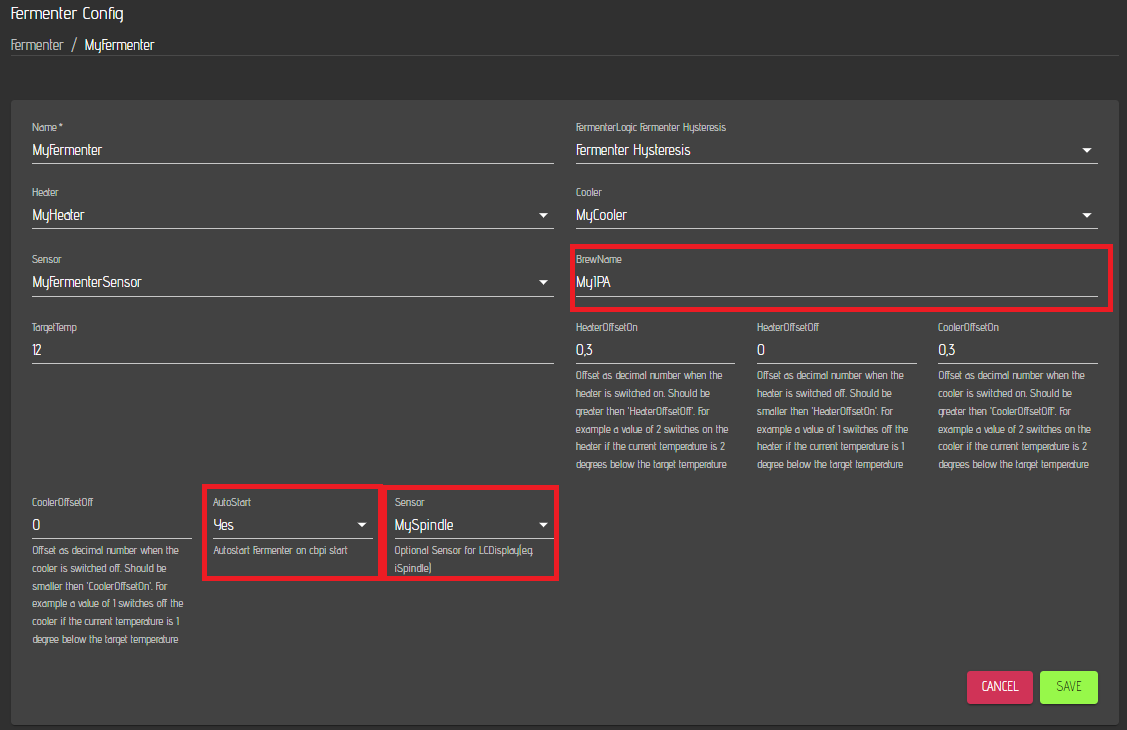 Fermenter Config
Fermenter / MyFermenter
Name *
MyFermenter
FermenterLogic Fermenter Hysteresis
Fermenter Hysteresis
Heater
MyHeater
Cooler
MyCooler
Sensor
MyFermenterSensor
BrewName
MyIPA
TargetTemp
12
HeaterOffsetOn
0,3
Offset as decimal number when the
heater is switched on. Should be
greater then 'HeaterOffsetOff'. For
example a value of 2 switches on the
heater if the current temperature is 2
degrees below the target temperature
HeaterOffsetOff
0
Offset as decimal number when the
heater is switched off. Should be
smaller then 'HeaterOffsetOn'. For
example a value of 1 switches off the
heater if the current temperature is 1
degree below the target temperature
CoolerOffsetOn
0,3
Offset as decimal number when the
cooler is switched on. Should be
greater then 'CoolerOffsetOff'. For
example a value of 2 switches on the
cooler if the current temperature is 2
degrees below the target temperature
CoolerOffsetOff
0
Offset as decimal number when the
cooler is switched off. Should be
smaller then 'CoolerOffsetOn'. For
example a value of 1 switches off the
cooler if the current temperature is 1
degree below the target temperature
AutoStart
Yes
Autostart Fermenter on cbpi start
Sensor
MySpindle
Optional Sensor for LCDisplay(eg.
iSpindle)
CANCEL
SAVE